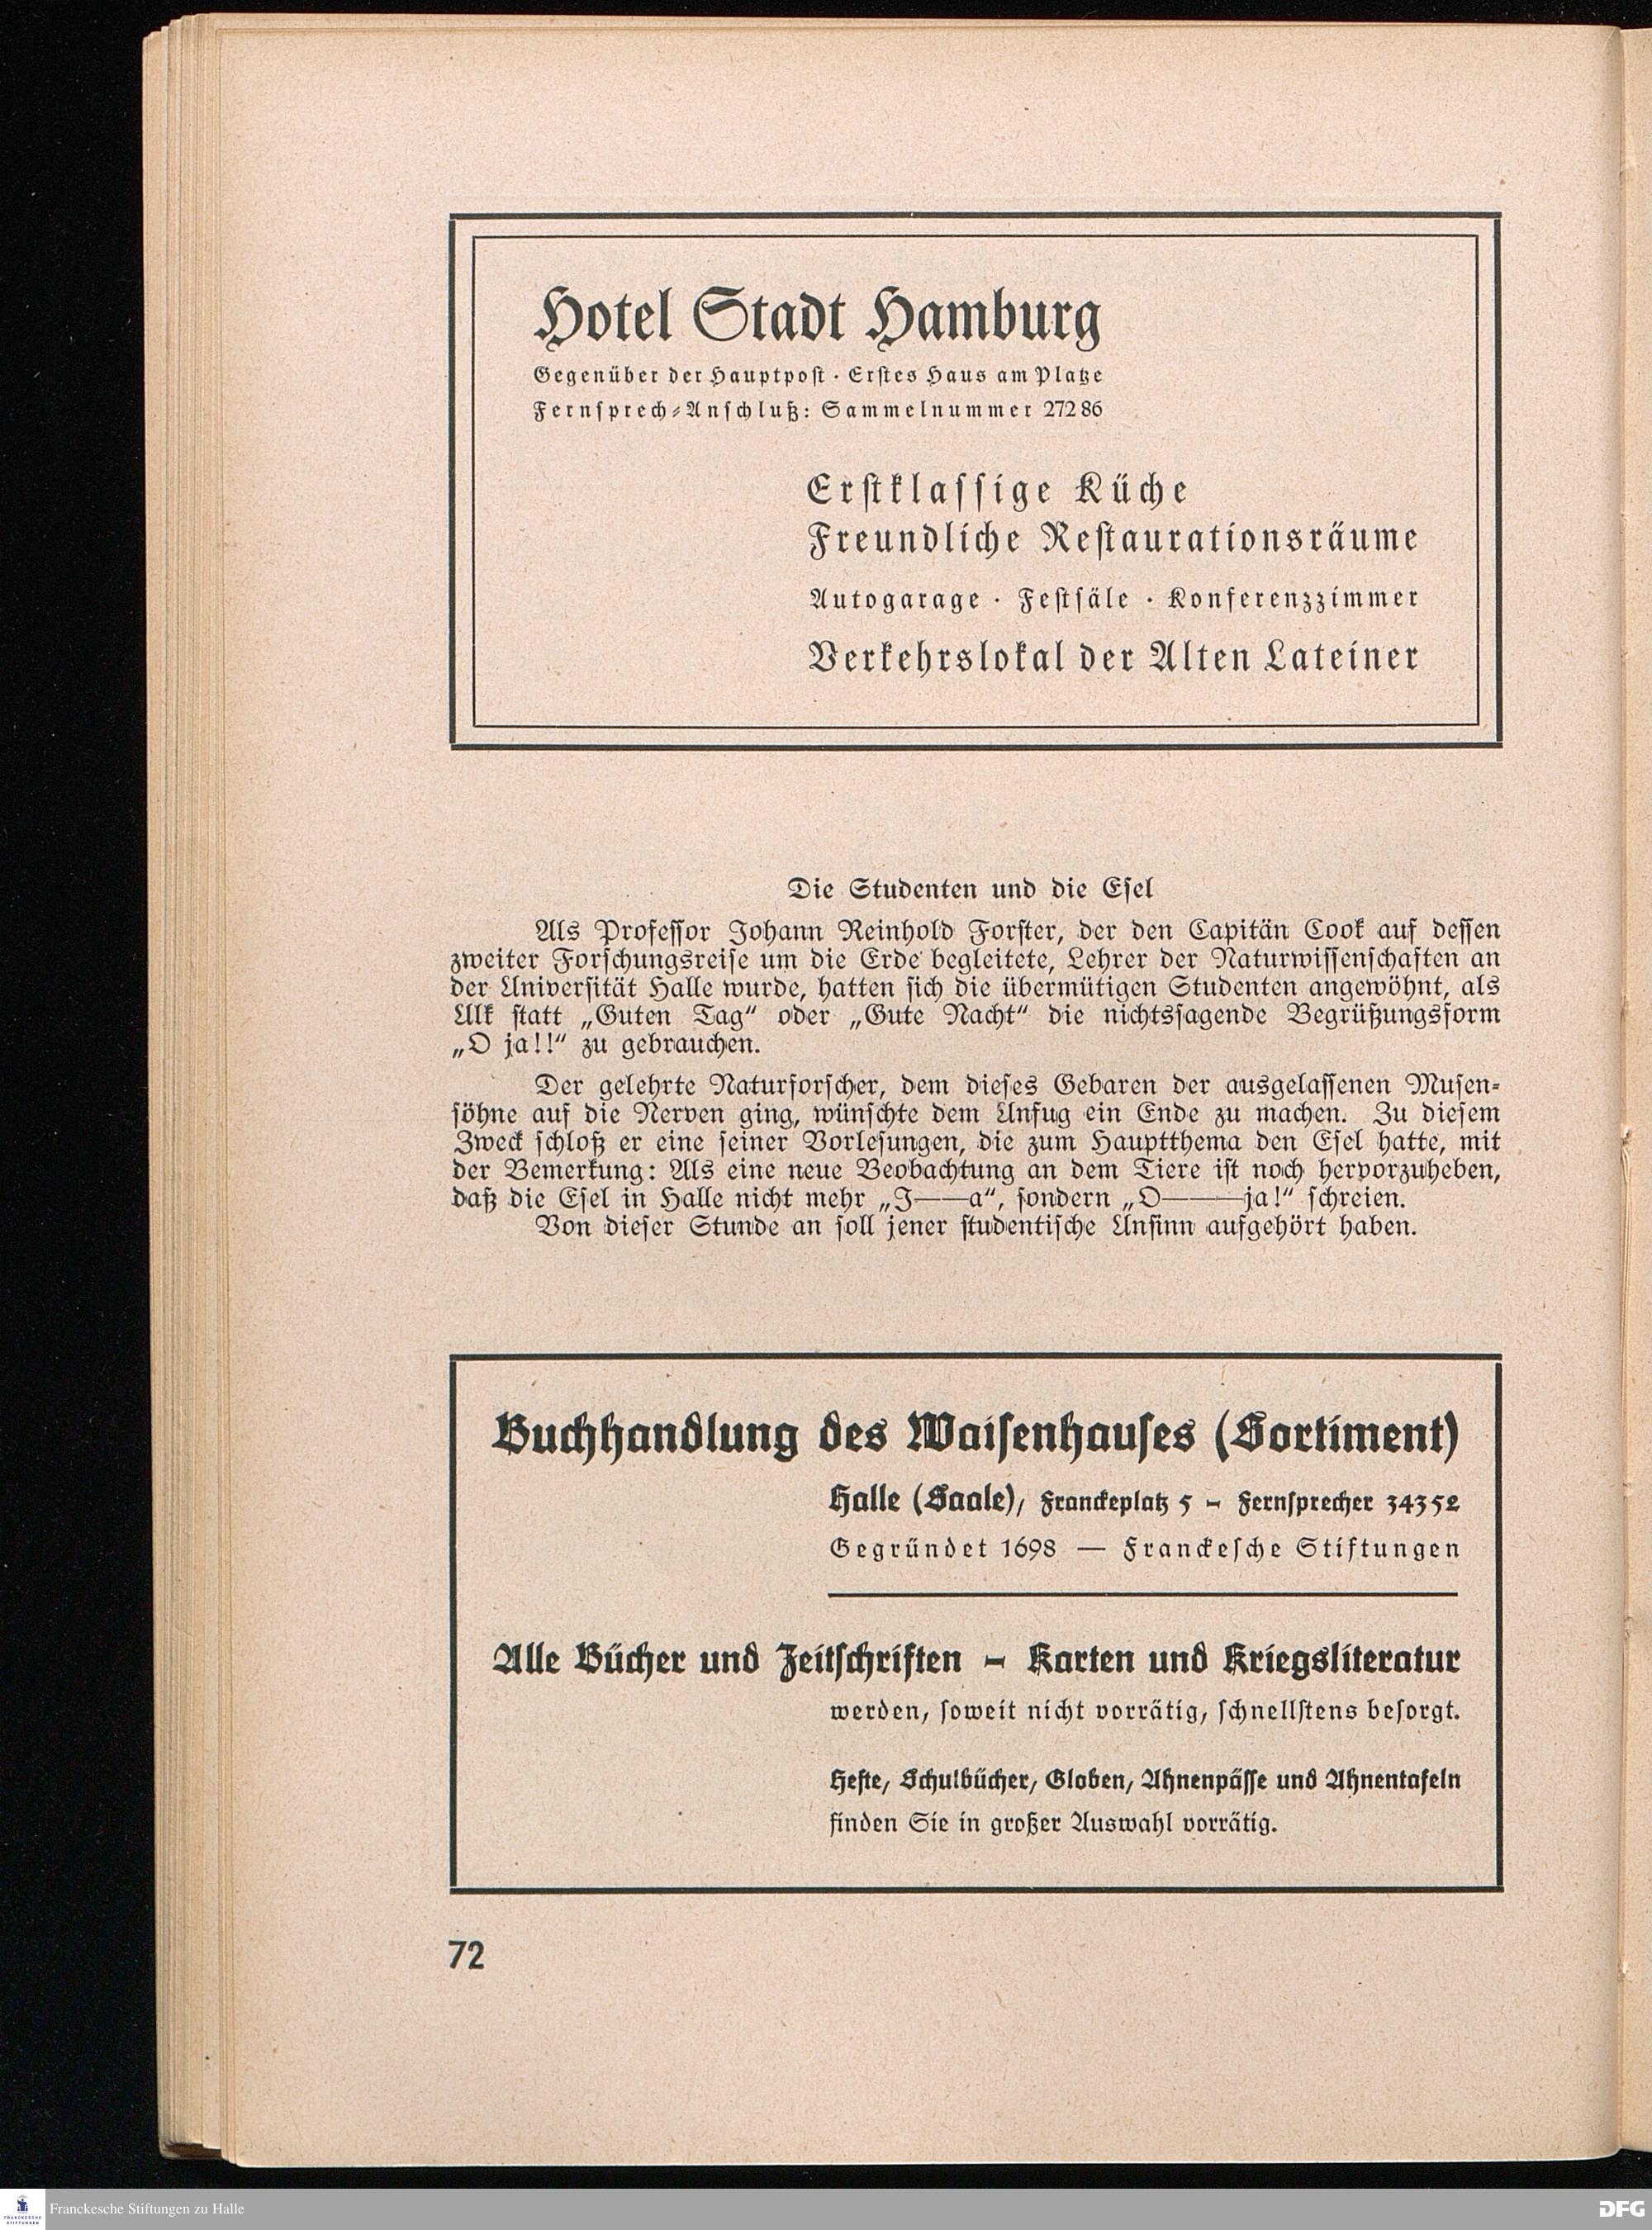 Hotel Stadt Hamburg
Gegenüber der Hauptpost · Erstes Haus am Platze
Fernsprech-Anschluß: Sammelnummer 272 86
Erstklassige Küche
Freundliche Restaurationsräume
Autogarage · Festsäle · Konferenzzimmer
Verkehrslokal der Alten Lateiner
Die Studenten und die Esel
Als Professor Johann Reinhold Forster, der den Capitän Cook auf dessen
zweiter Forschungsreise um die Erde begleitete, Lehrer der Naturwissenschaften an
der Universität Halle wurde, hatten sich die übermütigen Studenten angewöhnt, als
Ulk statt „Guten Tag“ oder „Gute Nacht“ die nichtssagende Begrüßungsform
„O ja!!“ zu gebrauchen.
Der gelehrte Naturforscher, dem dieses Gebaren der ausgelassenen Musen-
söhne auf die Nerven ging, wünschte dem Unfug ein Ende zu machen. Zu diesem
Zweck schloß er eine seiner Vorlesungen, die zum Hauptthema den Esel hatte, mit
der Bemerkung: Als eine neue Beobachtung an dem Tiere ist noch hervorzuheben,
daß die Esel in Halle nicht mehr „I——a“, sondern „O———ja!“ schreien.
Von dieser Stunde an soll jener studentische Unsinn aufgehört haben.
Buchhandlung des Waisenhauses (Sortiment)
Halle (Saale), Franckeplatz 5 – Fernsprecher 34352
Gegründet 1698 — Franckesche Stiftungen
Alle Bücher und Zeitschriften – Karten und Kriegsliteratur
werden, soweit nicht vorrätig, schnellstens besorgt.
Hefte, Schulbücher, Globen, Ahnenpässe und Ahnentafeln
finden Sie in großer Auswahl vorrätig.
72
FRANCKESCHE
STIFTUNGEN
Franckesche Stiftungen zu Halle
DFG